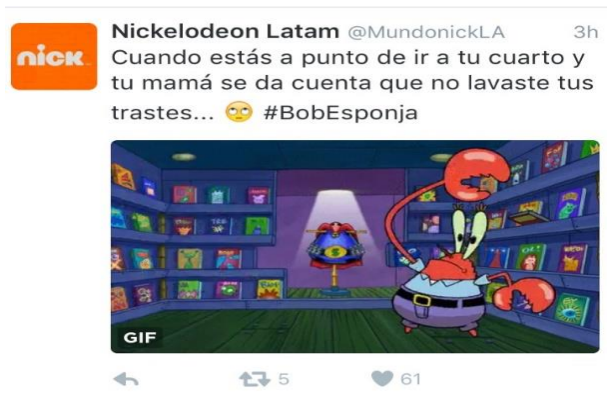 nick
Nickelodeon Latam @MundonickLA 3h
Cuando estás a punto de ir a tu cuarto y
tu mamá se da cuenta que no lavaste tus
trastes... 🙄 #BobEsponja
$
GIF
5 61